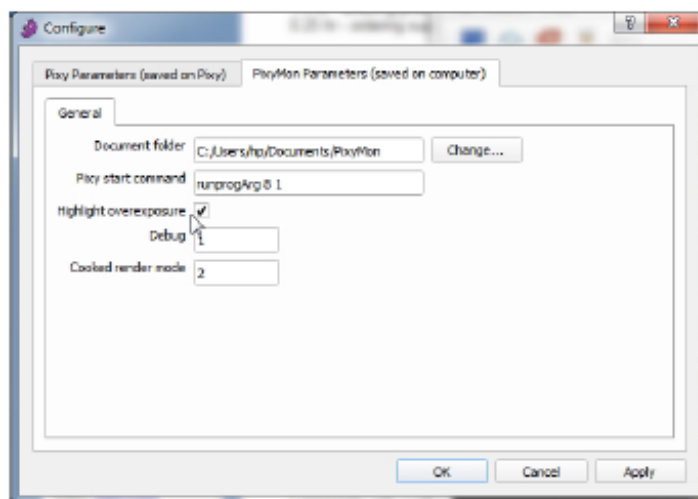 Configure
Pixy Parameters (saved on Pixy) PixyMon Parameters (saved on computer)
General
Document folder C:/Users/hp/Documents/PixyMon Change...
Pixy start command runprogArg 8 1
Highlight overexposure
Debug 1
Cooked render mode 2
OK Cancel Apply